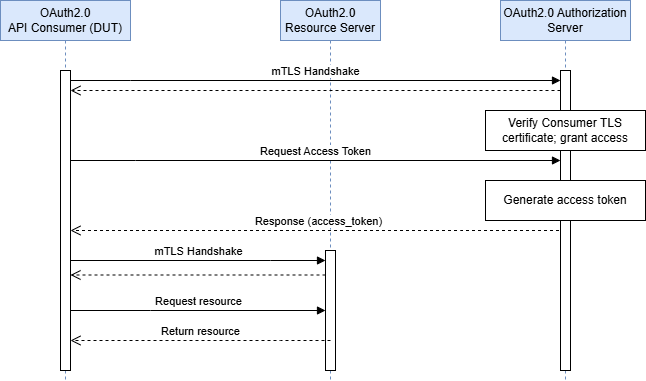 OAuth2.0
API Consumer (DUT)
OAuth2.0
Resource Server
OAuth2.0 Authorization
Server
mTLS Handshake
Verify Consumer TLS
certificate; grant access
Request Access Token
Generate access token
Response (access_token)
mTLS Handshake
Request resource
Return resource